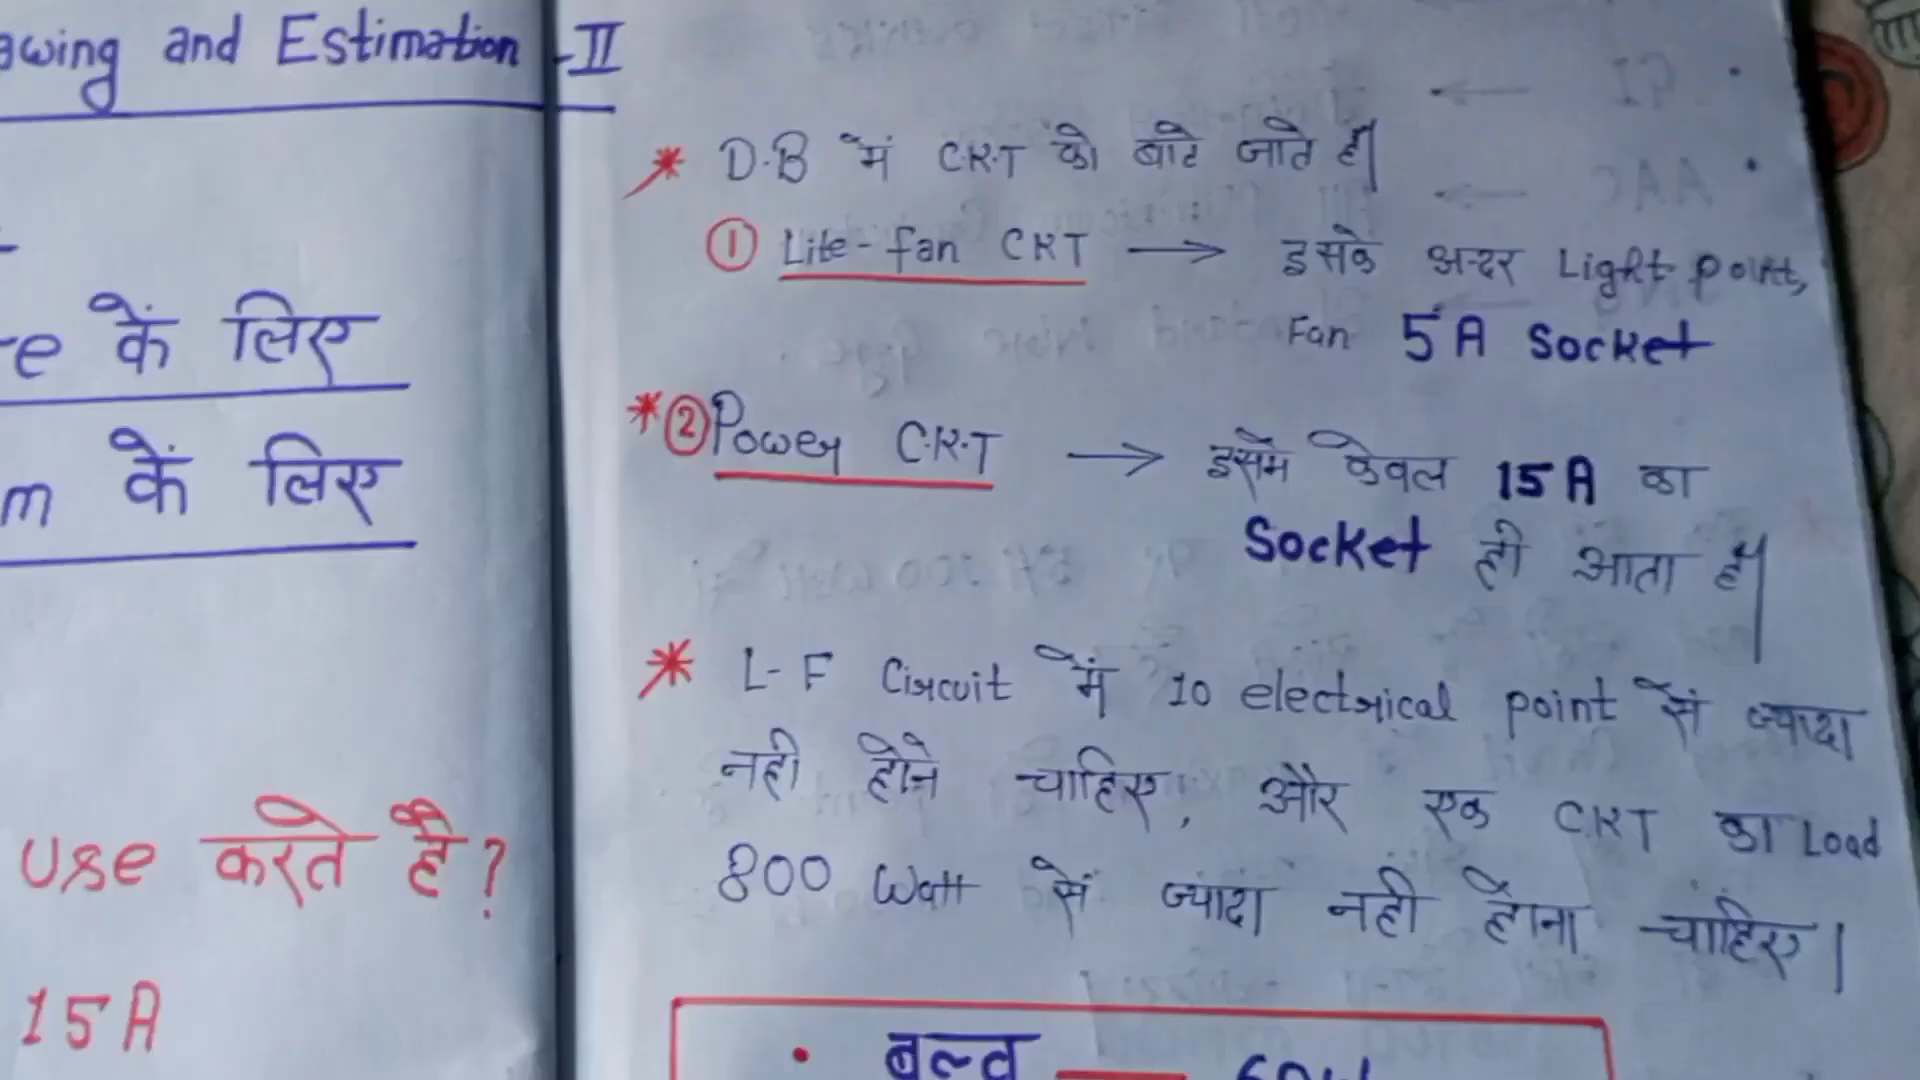 awing and Estimation -II
e कें लिए
m कें लिए
use करते है?
15A
* D.B में C.K.T को बाटे जाते हैं|
① Lite-fan CKT → इसके अन्दर Light point,
Fan 5A Socket
* ② Power C.K.T → इसमे केवल 15A का
Socket ही आता है|
* L-F Circuit में 10 electrical point सें ज्यादा
नही होने चाहिए, और एक CKT का Load
800 Watt सें ज्यादा नही होना चाहिए|
• बल्व —